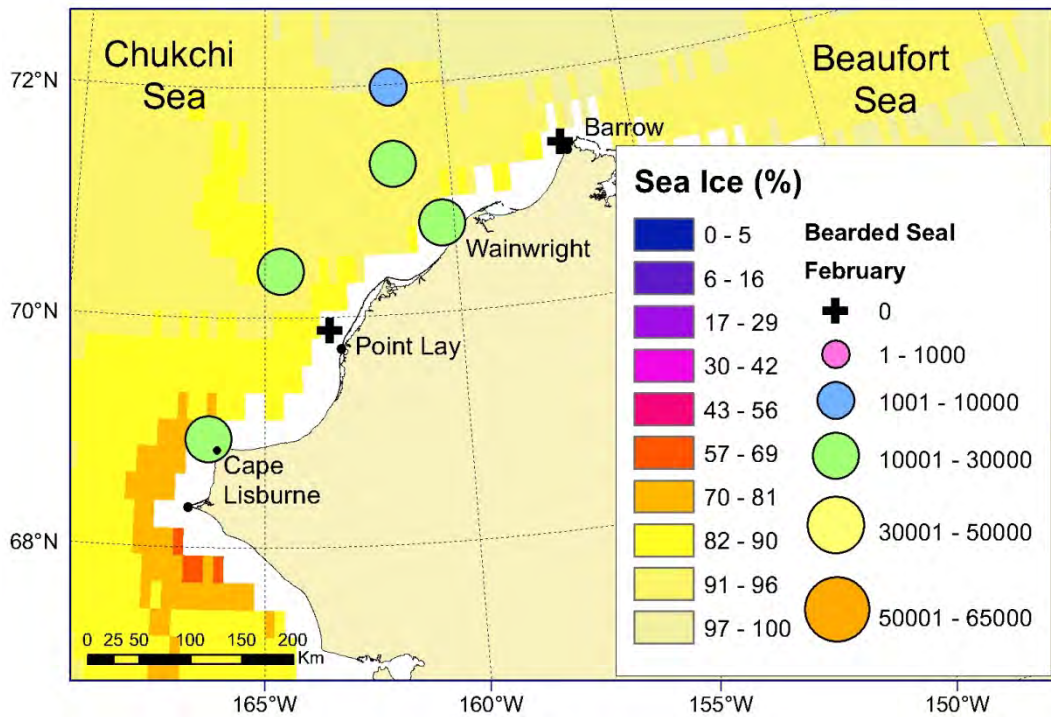 Chukchi
Sea
Beaufort
Sea
72°N
70°N
68°N
Barrow
Wainwright
Point Lay
Cape
Lisburne
Sea Ice (%)
0 - 5
6 - 16
17 - 29
30 - 42
43 - 56
57 - 69
70 - 81
82 - 90
91 - 96
97 - 100
Bearded Seal
February
0
1 - 1000
1001 - 10000
10001 - 30000
30001 - 50000
50001 - 65000
0 25 50 100 150 200
Km
165°W 160°W 155°W 150°W